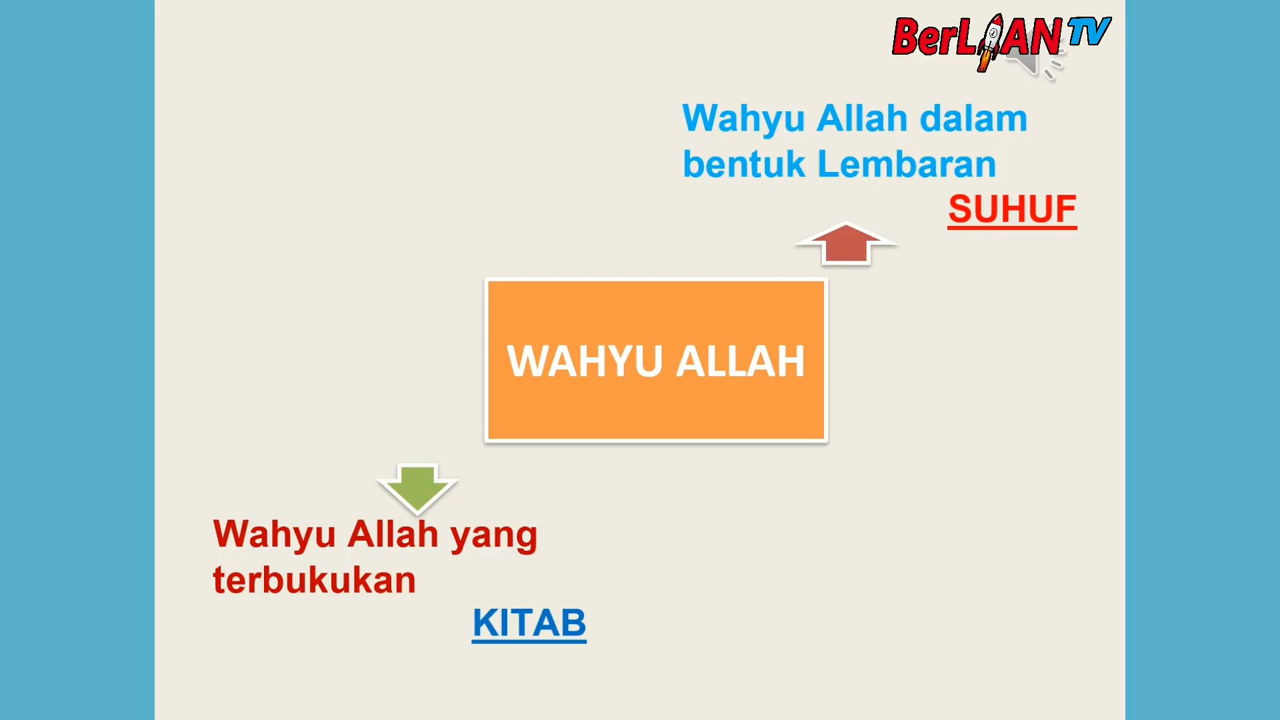 BerLIAN TV
Wahyu Allah dalam
bentuk Lembaran
SUHUF
WAHYU ALLAH
Wahyu Allah yang
terbukukan
KITAB